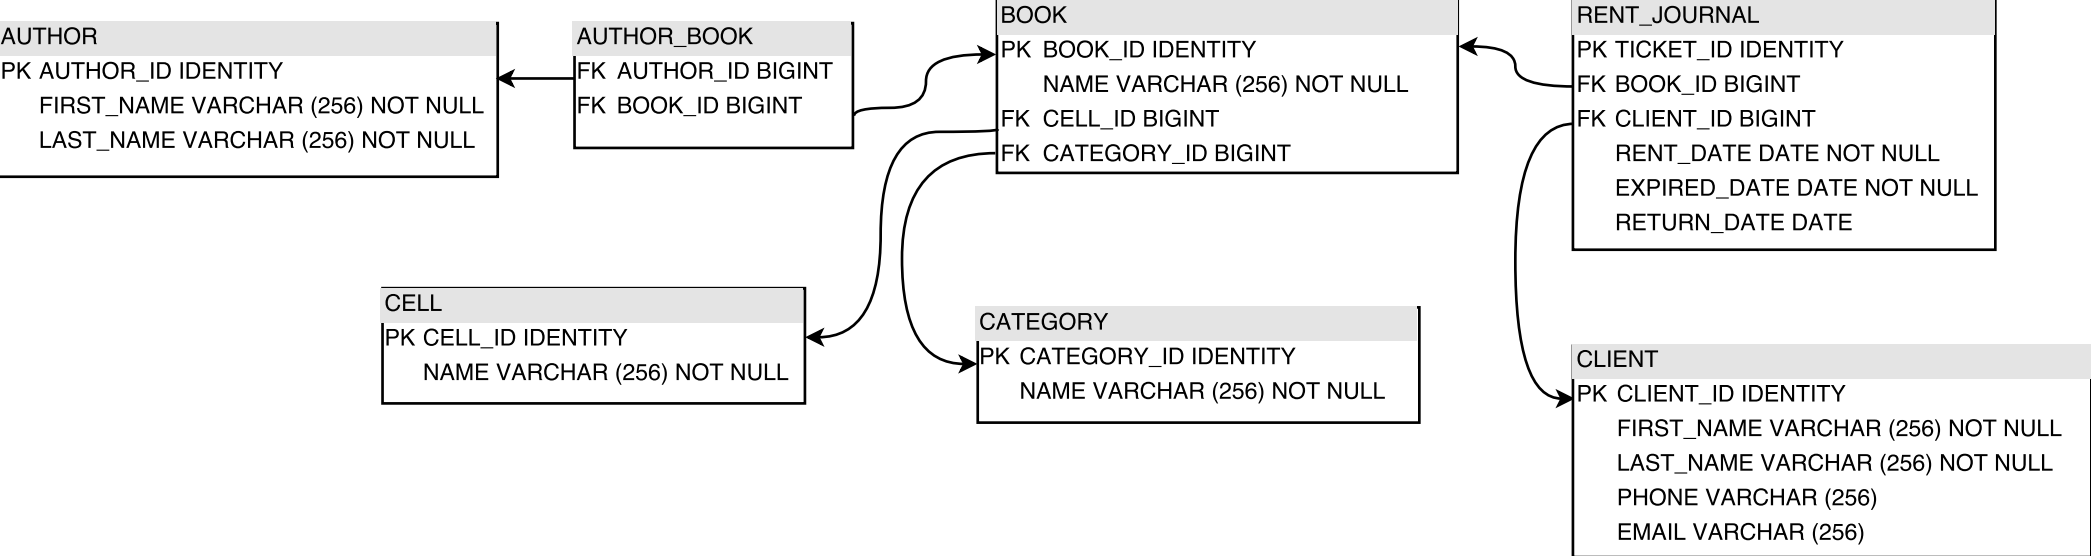 AUTHOR
PK AUTHOR_ID IDENTITY
FIRST_NAME VARCHAR (256) NOT NULL
LAST_NAME VARCHAR (256) NOT NULL
AUTHOR_BOOK
FK AUTHOR_ID BIGINT
FK BOOK_ID BIGINT
BOOK
PK BOOK_ID IDENTITY
NAME VARCHAR (256) NOT NULL
FK CELL_ID BIGINT
FK CATEGORY_ID BIGINT
RENT_JOURNAL
PK TICKET_ID IDENTITY
FK BOOK_ID BIGINT
FK CLIENT_ID BIGINT
RENT_DATE DATE NOT NULL
EXPIRED_DATE DATE NOT NULL
RETURN_DATE DATE
CELL
PK CELL_ID IDENTITY
NAME VARCHAR (256) NOT NULL
CATEGORY
PK CATEGORY_ID IDENTITY
NAME VARCHAR (256) NOT NULL
CLIENT
PK CLIENT_ID IDENTITY
FIRST_NAME VARCHAR (256) NOT NULL
LAST_NAME VARCHAR (256) NOT NULL
PHONE VARCHAR (256)
EMAIL VARCHAR (256)